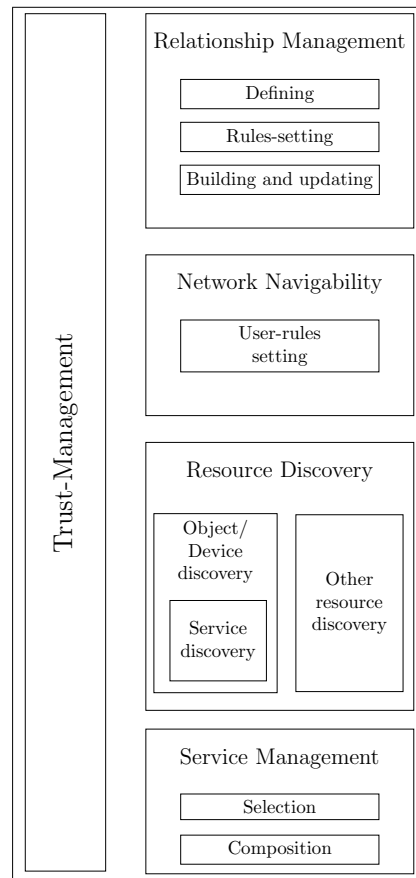 Trust-Management
Relationship Management
Defining
Rules-setting
Building and updating
Network Navigability
User-rules
setting
Resource Discovery
Object/
Device
discovery
Service
discovery
Other
resource
discovery
Service Management
Selection
Composition